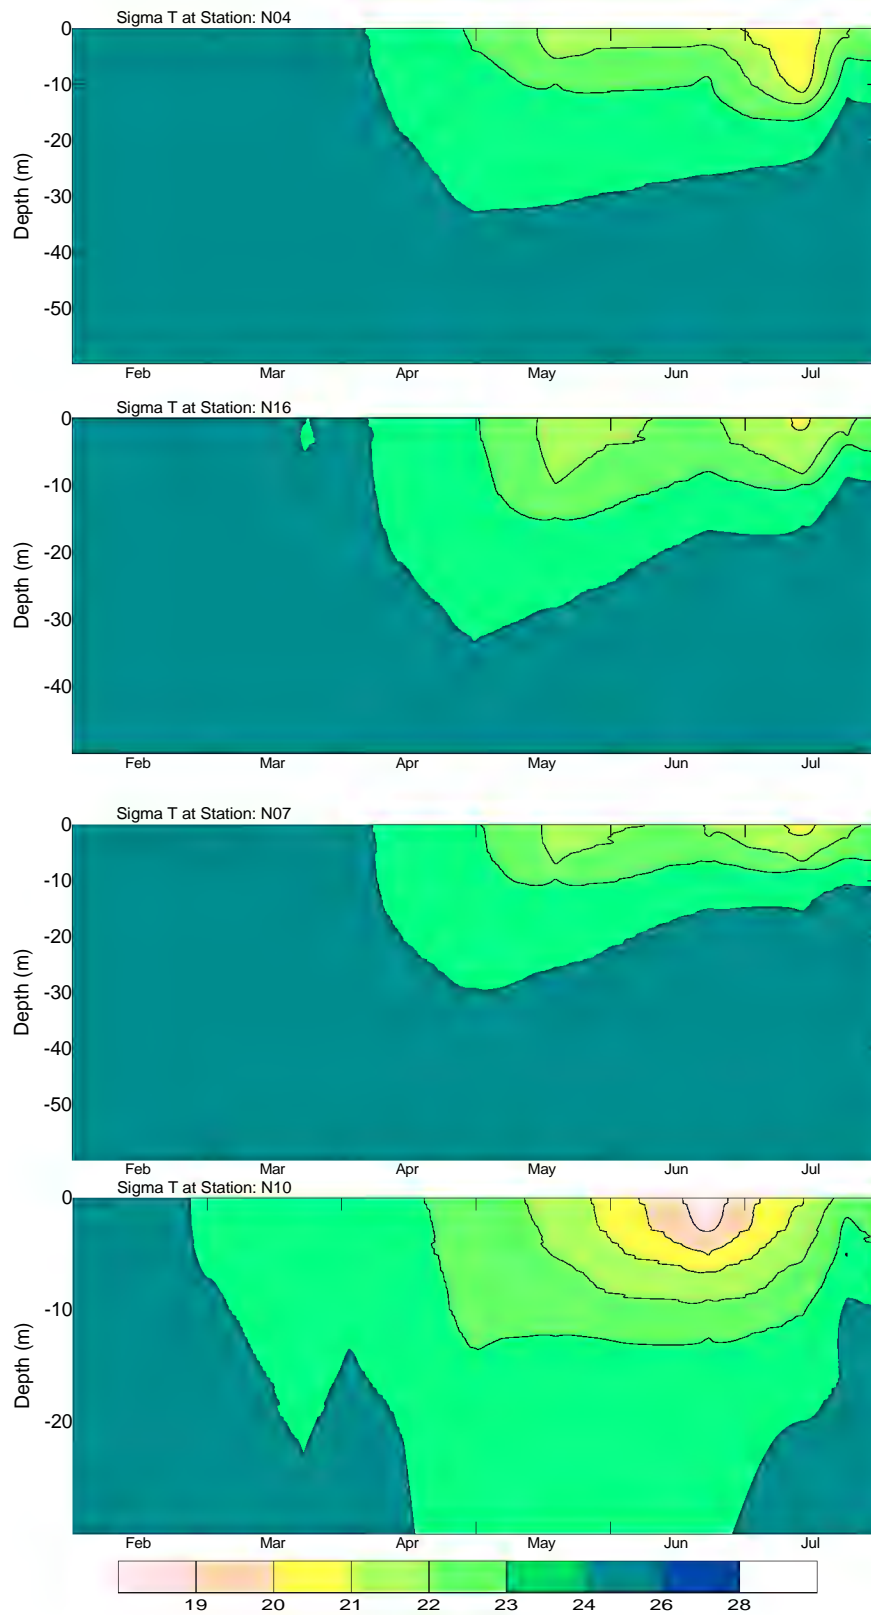 Sigma T at Station: N04
0
-10
-20
-30
-40
-50
Depth (m)
Feb Mar Apr May Jun Jul
Sigma T at Station: N16
0
-10
-20
-30
-40
Depth (m)
Feb Mar Apr May Jun Jul
Sigma T at Station: N07
0
-10
-20
-30
-40
-50
Depth (m)
Feb Mar Apr May Jun Jul
Sigma T at Station: N10
0
-10
-20
Depth (m)
Feb Mar Apr May Jun Jul
19 20 21 22 23 24 26 28